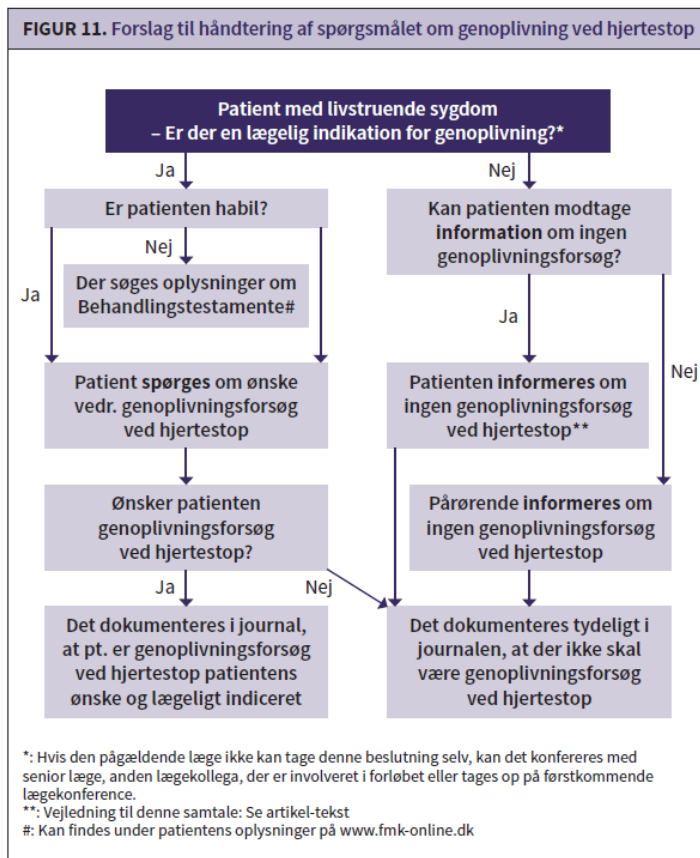 FIGUR 11. Forslag til håndtering af spørgsmålet om genoplivning ved hjertestop
Patient med livstruende sygdom
– Er der en lægelig indikation for genoplivning?*
Ja
Nej
Er patienten habil?
Kan patienten modtage
information om ingen
genoplivningsforsøg?
Nej
Ja
Der søges oplysninger om
Behandlingstestamente#
Ja
Nej
Patient spørges om ønske
vedr. genoplivningsforsøg
ved hjertestop
Patienten informeres om
ingen genoplivningsforsøg
ved hjertestop**
Ønsker patienten
genoplivningsforsøg
ved hjertestop?
Pårørende informeres om
ingen genoplivningsforsøg
ved hjertestop
Ja
Nej
Det dokumenteres i journal,
at pt. er genoplivningsforsøg
ved hjertestop patientens
ønske og lægeligt indiceret
Det dokumenteres tydeligt i
journalen, at der ikke skal
være genoplivningsforsøg
ved hjertestop
*: Hvis den pågældende læge ikke kan tage denne beslutning selv, kan det konfereres med
senior læge, anden lægekollega, der er involveret i forløbet eller tages op på førstkommende
lægekonference.
**: Vejledning til denne samtale: Se artikel-tekst
#: Kan findes under patientens oplysninger på www.fmk-online.dk